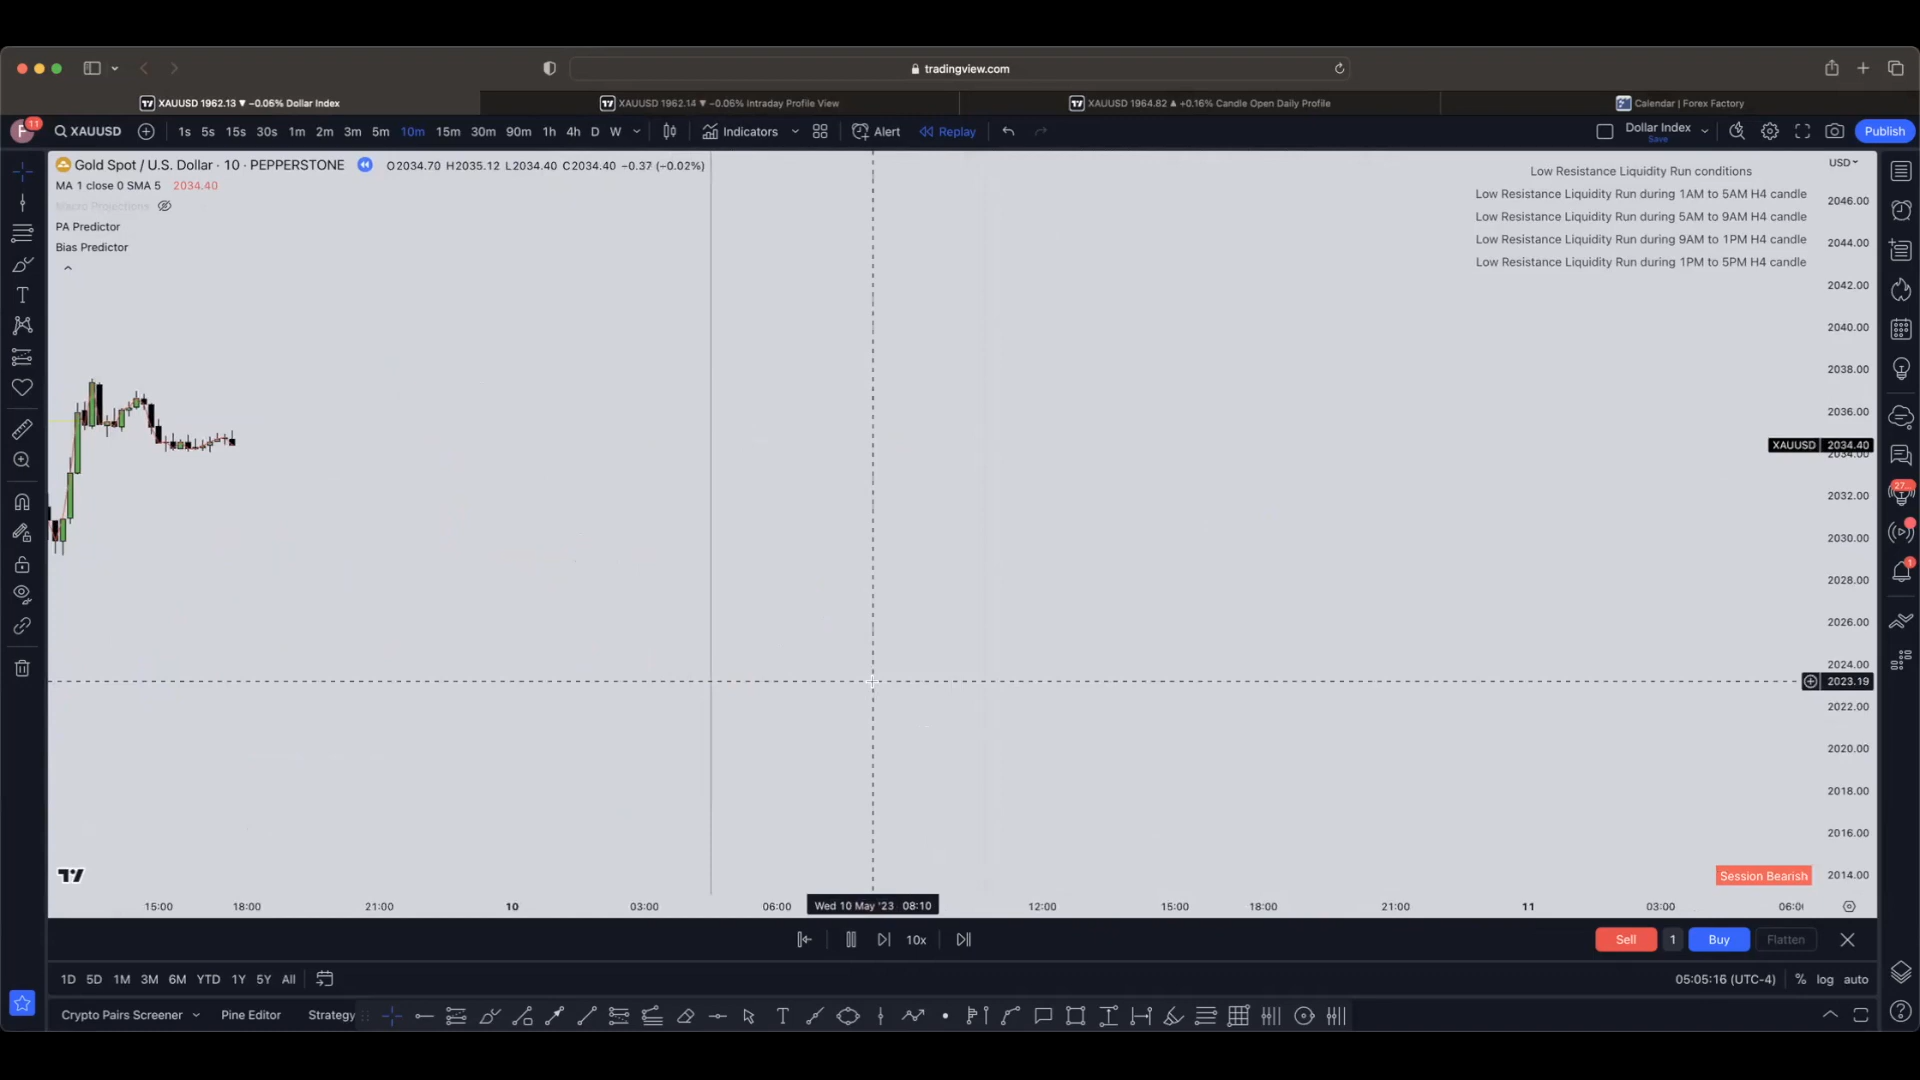 tradingview.com
XAUUSD 1962.13 ▼ −0.06% Dollar Index
XAUUSD 1962.14 ▼ −0.06% Intraday Profile View
XAUUSD 1964.82 ▲ +0.16% Candle Open Daily Profile
Calendar | Forex Factory
F 11
XAUUSD 1s 5s 15s 30s 1m 2m 3m 5m 10m 15m 30m 90m 1h 4h D W Indicators Alert Replay
Dollar Index
Save
Publish
Gold Spot / U.S. Dollar · 10 · PEPPERSTONE O2034.70 H2035.12 L2034.40 C2034.40 −0.37 (−0.02%)
MA 1 close 0 SMA 5 2034.40
Macro Projections
PA Predictor
Bias Predictor
Low Resistance Liquidity Run conditions
Low Resistance Liquidity Run during 1AM to 5AM H4 candle
Low Resistance Liquidity Run during 5AM to 9AM H4 candle
Low Resistance Liquidity Run during 9AM to 1PM H4 candle
Low Resistance Liquidity Run during 1PM to 5PM H4 candle
USD
2046.00
2044.00
2042.00
2040.00
2038.00
2036.00
XAUUSD 2034.40
2034.00
2032.00
2030.00
2028.00
2026.00
2024.00
2023.19
2022.00
2020.00
2018.00
2016.00
2014.00
27...
1
Session Bearish
15:00 18:00 21:00 10 03:00 06:00 Wed 10 May '23 08:10 12:00 15:00 18:00 21:00 11 03:00 06:0
10x
Sell 1 Buy Flatten
1D 5D 1M 3M 6M YTD 1Y 5Y All
05:05:16 (UTC-4) % log auto
Crypto Pairs Screener Pine Editor Strategy